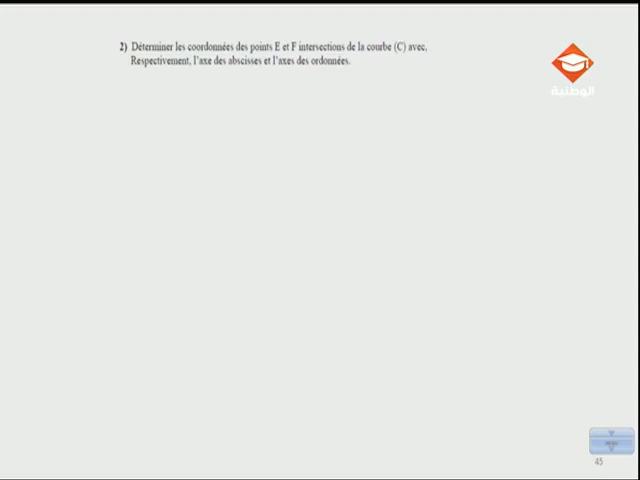 2) Déterminer les coordonnées des points E et F intersections de la courbe (C) avec,
Respectivement, l'axe des abscisses et l'axes des ordonnées.
الوطنية
45